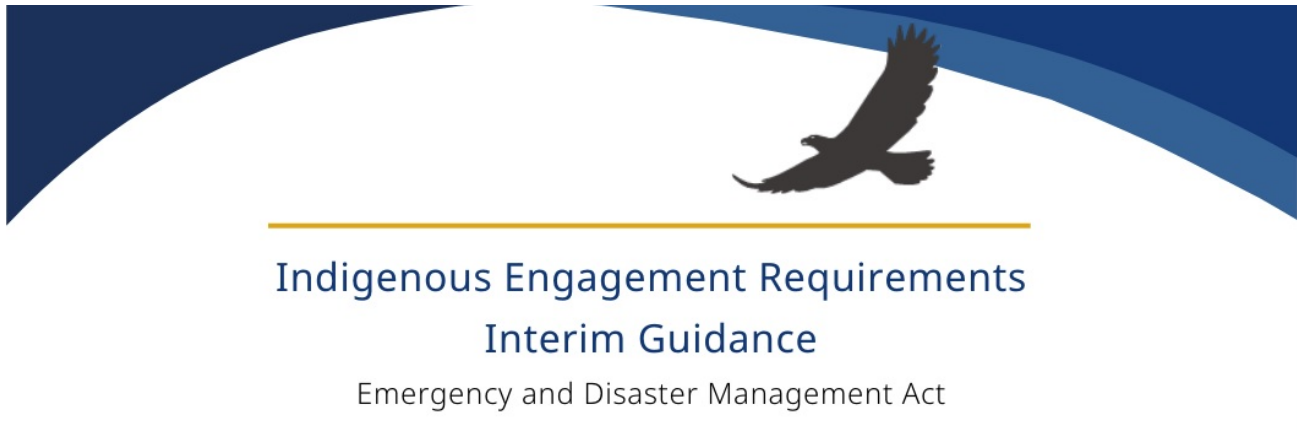 Indigenous Engagement Requirements
Interim Guidance
Emergency and Disaster Management Act